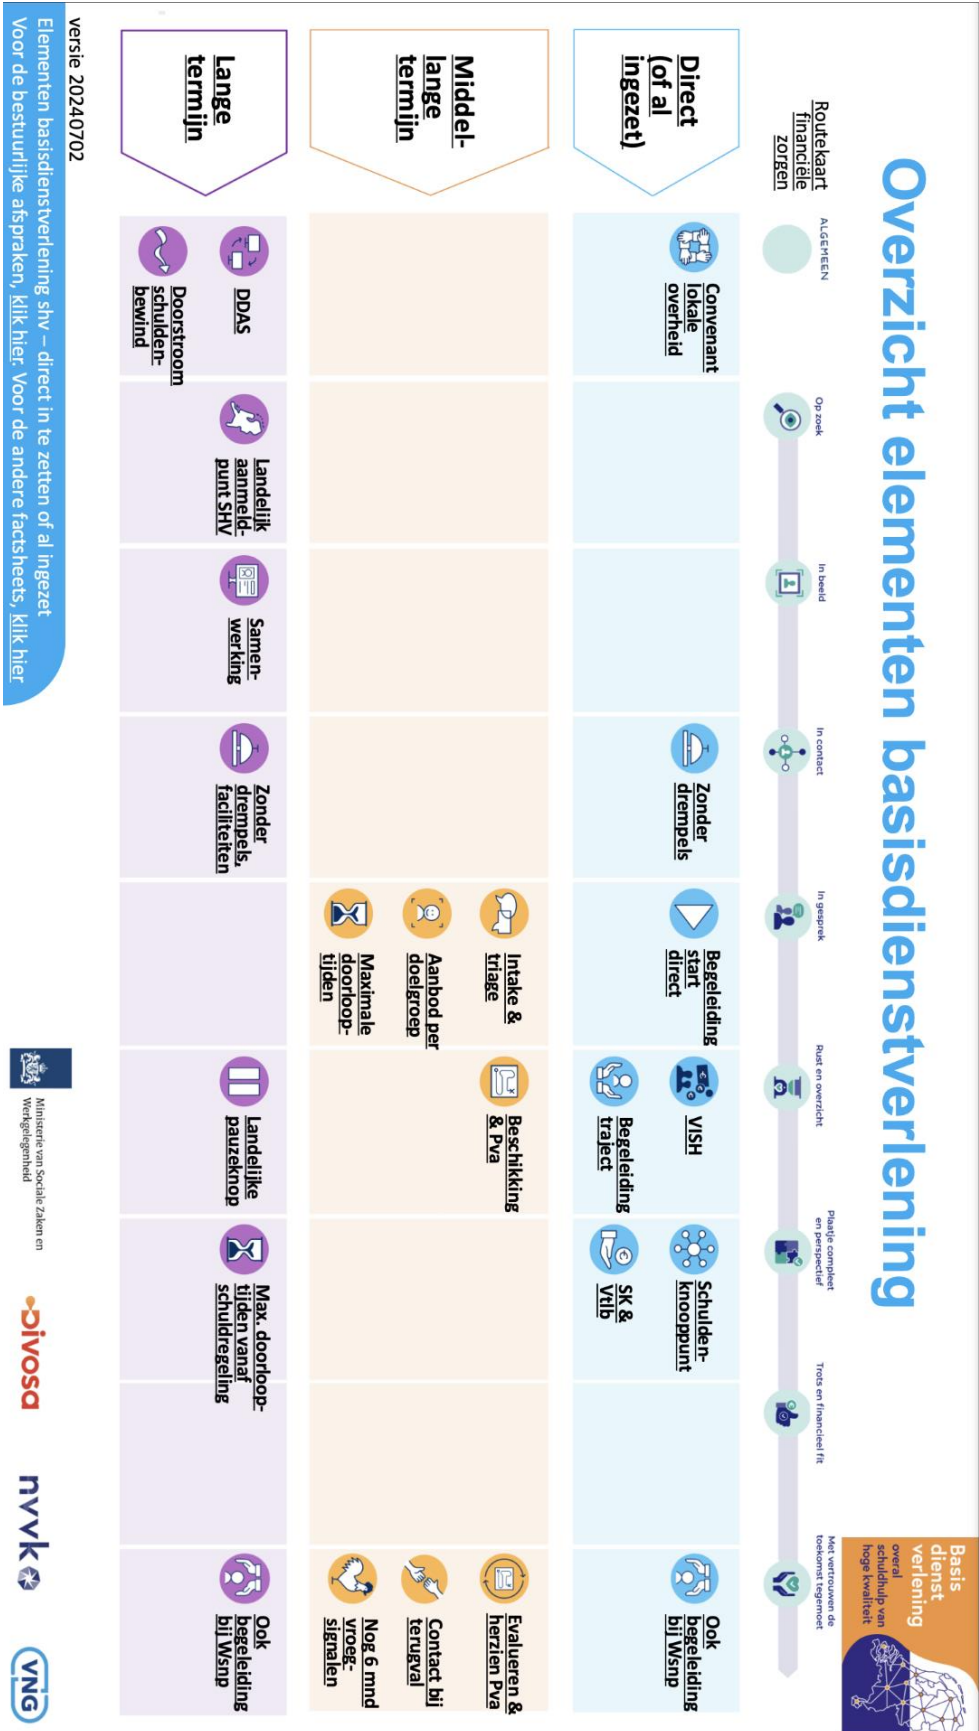 Overzicht elementen basisdienstverlening
Basis
dienst
verlening
overal
schuldhulp van
hoge kwaliteit
Routekaart
financiële
zorgen
ALGEMEEN
Op zoek
In beeld
In contact
In gesprek
Rust en overzicht
Plaatje compleet
en perspectief
Trots en financieel fit
Met vertrouwen de
toekomst tegemoet
Direct
(of al
ingezet)
Convenant
lokale
overheid
Zonder
drempels
Begeleiding
start
direct
VISH
Begeleiding
traject
Schulden-
knooppunt
SK &
Vtlb
Ook
begeleiding
bij Wsnp
Middel-
lange
termijn
Intake &
triage
Aanbod per
doelgroep
Maximale
doorloop-
tijden
Beschikking
& Pva
Evalueren &
herzien Pva
Contact bij
terugval
Nog 6 mnd
vroeg-
signalen
Lange
termijn
DDAS
Doorstroom
schulden-
bewind
Landelijk
aanmeld-
punt SHV
Samen-
werking
Zonder
drempels,
faciliteiten
Landelijke
pauzeknop
Max. doorloop-
tijden vanaf
schuldregeling
Ook
begeleiding
bij Wsnp
versie 20240702
Elementen basisdienstverlening shv – direct in te zetten of al ingezet
Voor de bestuurlijke afspraken, klik hier. Voor de andere factsheets, klik hier
Ministerie van Sociale Zaken en
Werkgelegenheid
Divosa
nvvk
VNG